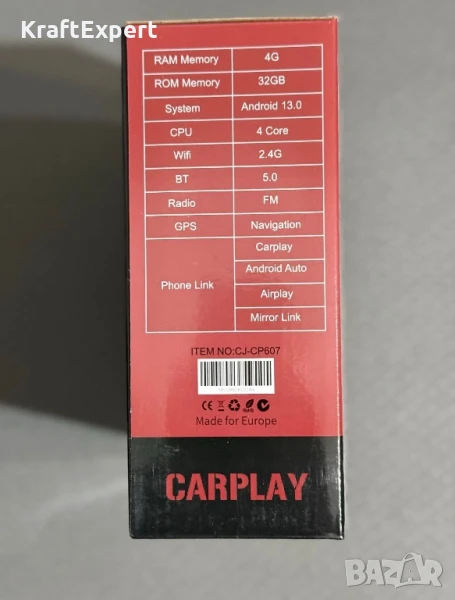 KraftExpert
RAM Memory 4G
ROM Memory 32GB
System Android 13.0
CPU 4 Core
Wifi 2.4G
BT 5.0
Radio FM
GPS Navigation
Phone Link Carplay
Android Auto
Airplay
Mirror Link
ITEM NO:CJ-CP607
CE
Made for Europe
CARPLAY
BAZAR